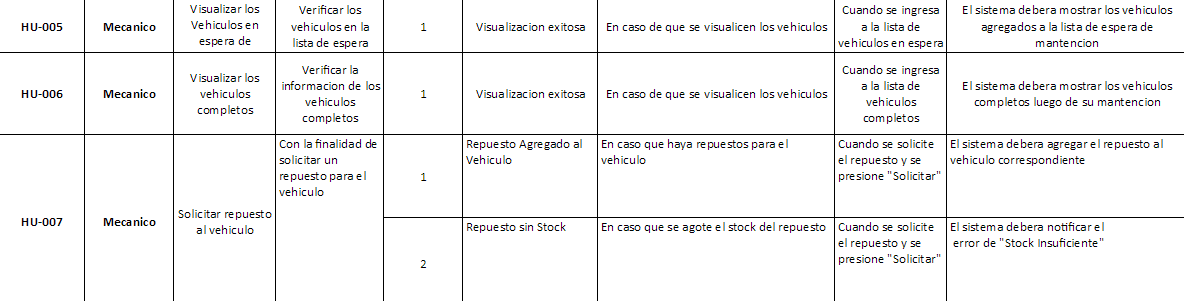 HU-005
Mecanico
Visualizar los
Vehiculos en
espera de
Verificar los
vehiculos en la
lista de espera
1
Visualizacion exitosa
En caso de que se visualicen los vehiculos
Cuando se ingresa
a la lista de
vehiculos en espera
El sistema debera mostrar los vehiculos
agregados a la lista de espera de
mantencion
HU-006
Mecanico
Visualizar los
vehiculos
completos
Verificar la
informacion de los
vehiculos
completos
1
Visualizacion exitosa
En caso de que se visualicen los vehiculos
Cuando se ingresa
a la lista de
vehiculos
completos
El sistema debera mostrar los vehiculos
completos luego de su mantencion
HU-007
Mecanico
Solicitar repuesto
al vehiculo
Con la finalidad de
solicitar un
repuesto para el
vehiculo
1
Repuesto Agregado al
Vehiculo
En caso que haya repuestos para el
vehiculo
Cuando se solicite
el repuesto y se
presione "Solicitar"
El sistema debera agregar el repuesto al
vehiculo correspondiente
2
Repuesto sin Stock
En caso que se agote el stock del repuesto
Cuando se solicite
el repuesto y se
presione "Solicitar"
El sistema debera notificar el
error de "Stock Insuficiente"